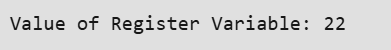 Value of Register Variable: 22